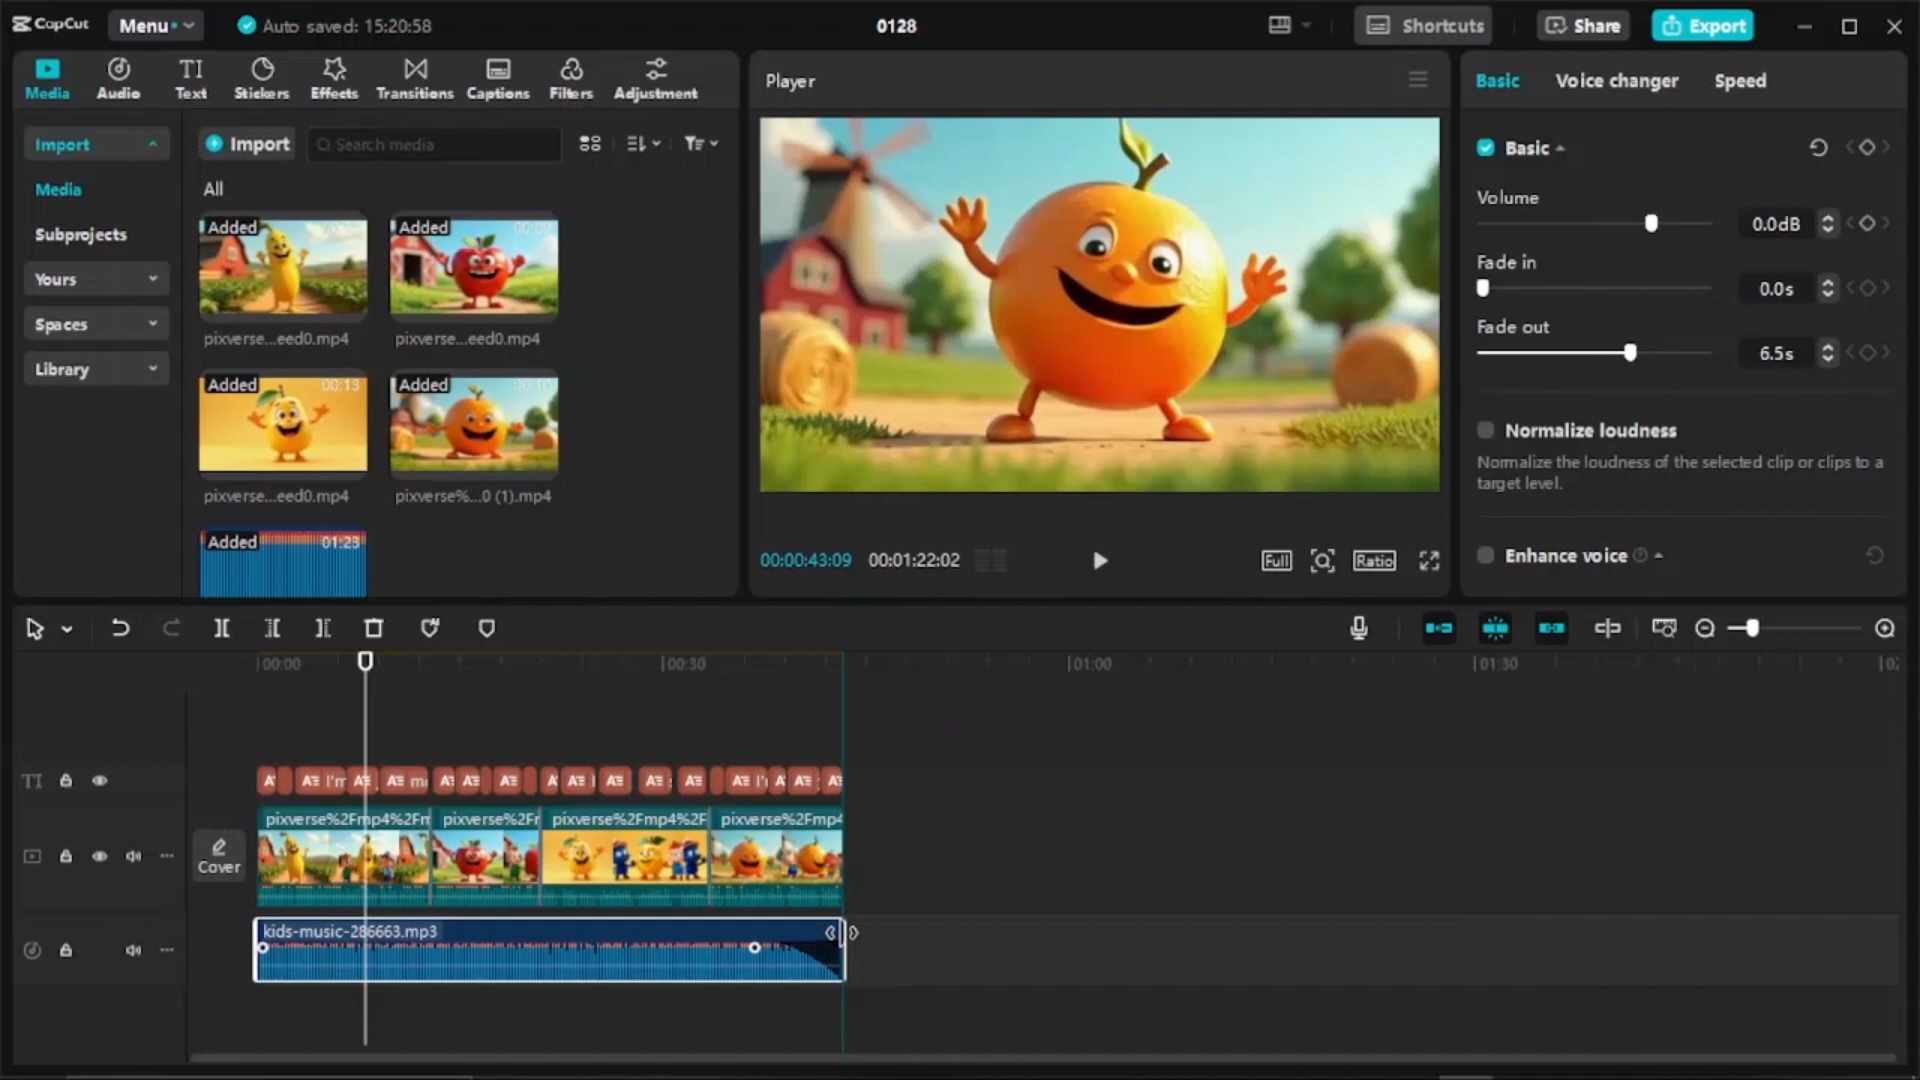 CapCut
Menu
Auto saved: 15:20:58
0128
Shortcuts
Share
Export
Media
Audio
TI
Text
Stickers
Effects
Transitions
Captions
Filters
Adjustment
Import
Media
Subprojects
Yours
Spaces
Library
Import
Search media
All
Added
Added
pixverse...eed0.mp4
pixverse...eed0.mp4
Added 00:13
Added 00:10
pixverse...eed0.mp4
pixverse%...0 (1).mp4
Added 01:23
Player
00:00:43:09 00:01:22:02
Full
Ratio
Basic
Voice changer
Speed
Basic
Volume
0.0dB
Fade in
0.0s
Fade out
6.5s
Normalize loudness
Normalize the loudness of the selected clip or clips to a
target level.
Enhance voice
00:00
00:30
01:00
01:30
TI
I'm
pixverse%2Fmp4%2Fm
pixverse%2Fr
pixverse%2Fmp4%2F
pixverse%2Fmp4
Cover
kids-music-286663.mp3